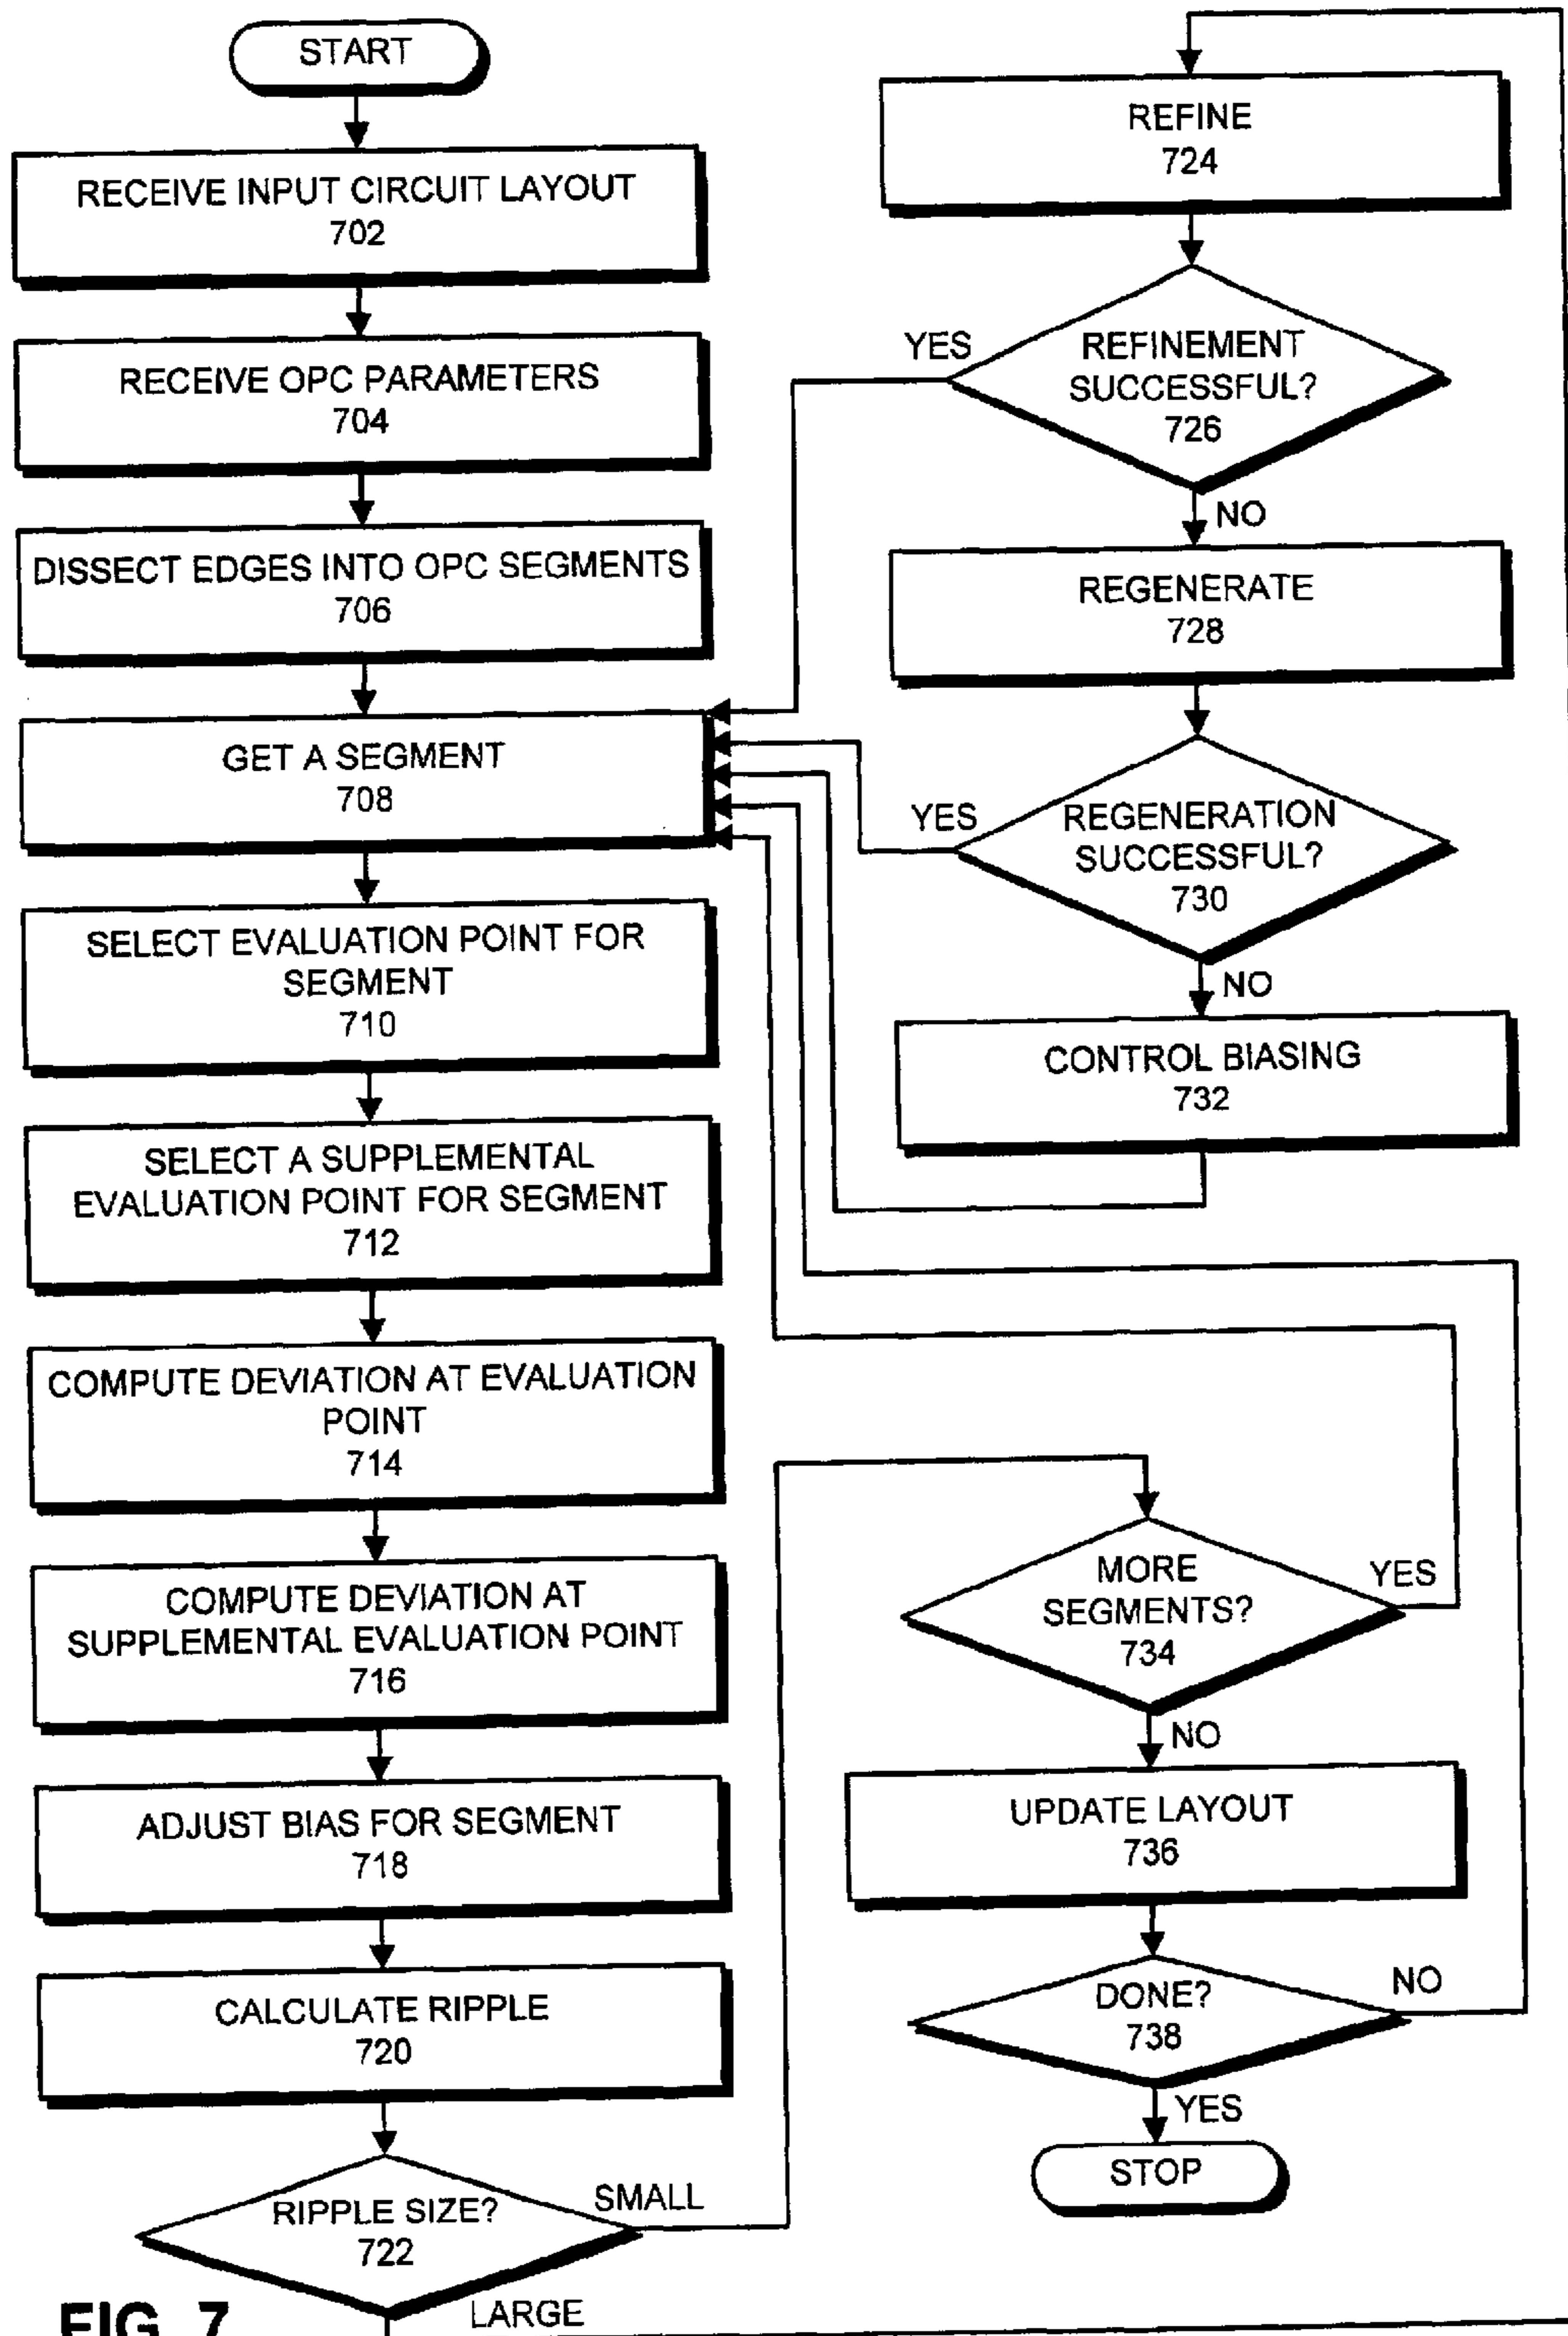 START
RECEIVE INPUT CIRCUIT LAYOUT
702
RECEIVE OPC PARAMETERS
704
DISSECT EDGES INTO OPC SEGMENTS
706
GET A SEGMENT
708
SELECT EVALUATION POINT FOR
SEGMENT
710
SELECT A SUPPLEMENTAL
EVALUATION POINT FOR SEGMENT
712
COMPUTE DEVIATION AT EVALUATION
POINT
714
COMPUTE DEVIATION AT
SUPPLEMENTAL EVALUATION POINT
716
ADJUST BIAS FOR SEGMENT
718
CALCULATE RIPPLE
720
RIPPLE SIZE?
722
SMALL
LARGE
REFINE
724
REFINEMENT
SUCCESSFUL?
726
YES
NO
REGENERATE
728
REGENERATION
SUCCESSFUL?
730
YES
NO
CONTROL BIASING
732
MORE
SEGMENTS?
734
YES
NO
UPDATE LAYOUT
736
DONE?
738
NO
YES
STOP
FIG. 7